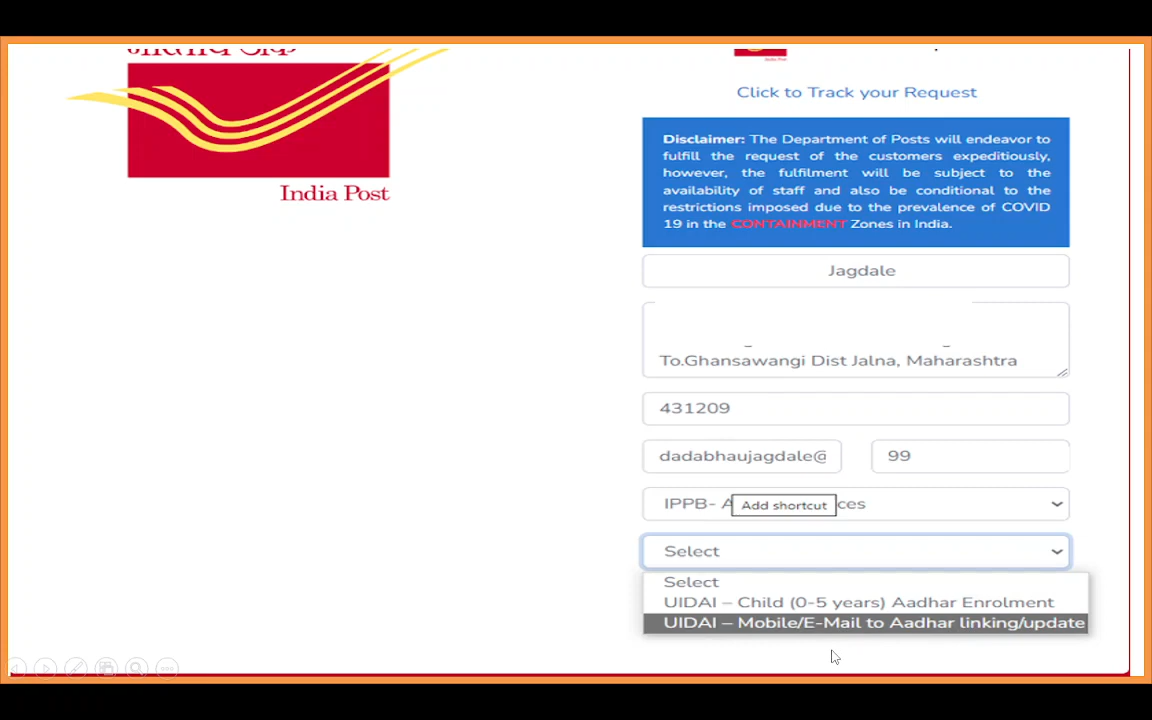 India Post
Click to Track your Request
Disclaimer: The Department of Posts will endeavor to
fulfill the request of the customers expeditiously,
however, the fulfilment will be subject to the
availability of staff and also be conditional to the
restrictions imposed due to the prevalence of COVID
19 in the CONTAINMENT Zones in India.
Jagdale
To.Ghansawangi Dist Jalna, Maharashtra
431209
dadabhaujagdale@ 99
IPPB- Add shortcut
Select
Select
UIDAI – Child (0-5 years) Aadhar Enrolment
UIDAI – Mobile/E-Mail to Aadhar linking/update